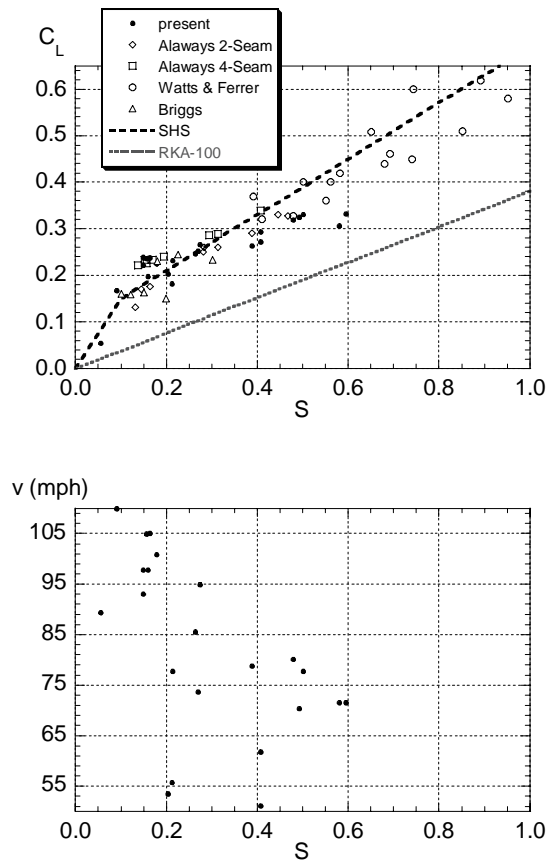 C_L
present
Alaways 2-Seam
Alaways 4-Seam
Watts & Ferrer
Briggs
SHS
RKA-100
0.6
0.5
0.4
0.3
0.2
0.1
0.0
0.0 0.2 0.4 0.6 0.8 1.0
S
v (mph)
105
95
85
75
65
55
0.0 0.2 0.4 0.6 0.8 1.0
S